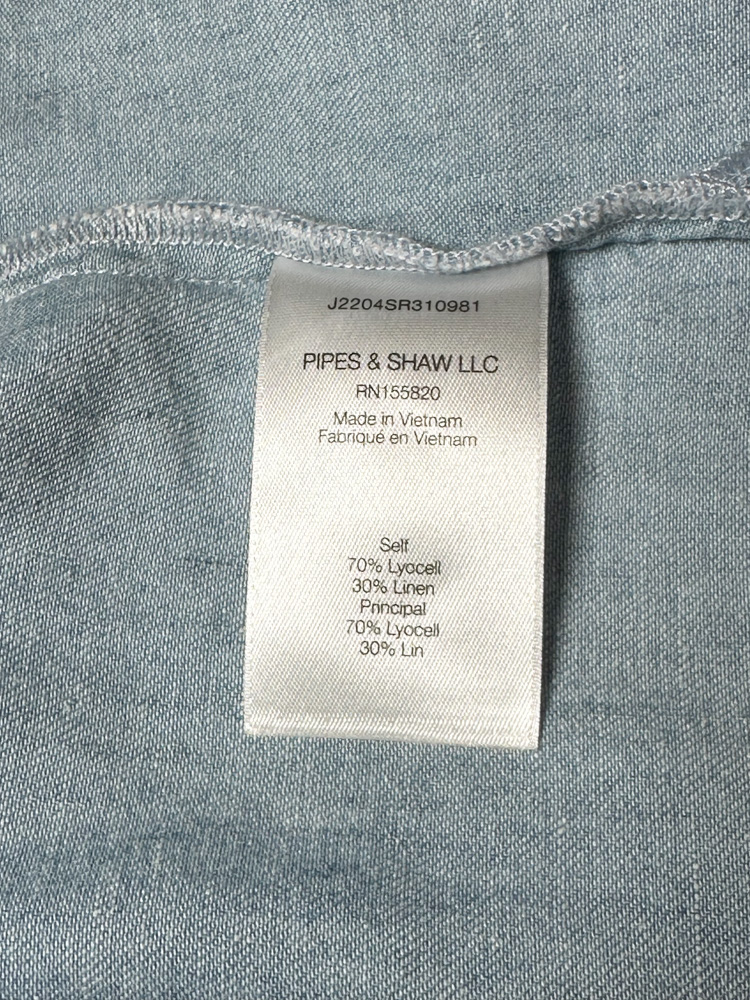 J2204SR310981
PIPES & SHAW LLC
RN155820
Made in Vietnam
Fabriqué en Vietnam
Self
70% Lyocell
30% Linen
Principal
70% Lyocell
30% Lin